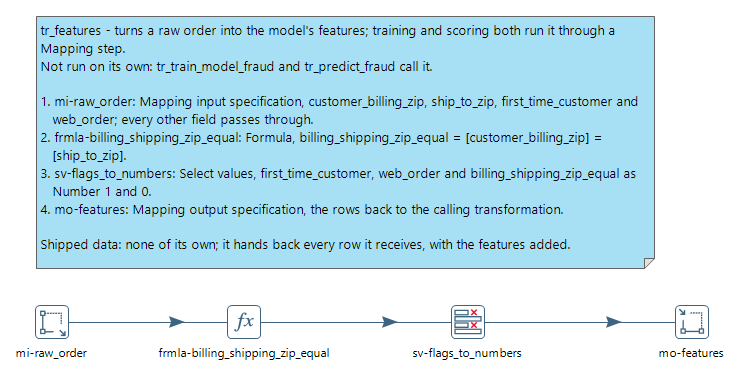 tr_features - turns a raw order into the model's features; training and scoring both run it through a
Mapping step.
Not run on its own: tr_train_model_fraud and tr_predict_fraud call it.
1. mi-raw_order: Mapping input specification, customer_billing_zip, ship_to_zip, first_time_customer and
web_order; every other field passes through.
2. frmla-billing_shipping_zip_equal: Formula, billing_shipping_zip_equal = [customer_billing_zip] =
[ship_to_zip].
3. sv-flags_to_numbers: Select values, first_time_customer, web_order and billing_shipping_zip_equal as
Number 1 and 0.
4. mo-features: Mapping output specification, the rows back to the calling transformation.
Shipped data: none of its own; it hands back every row it receives, with the features added.
fx
mi-raw_order
frmla-billing_shipping_zip_equal
sv-flags_to_numbers
mo-features